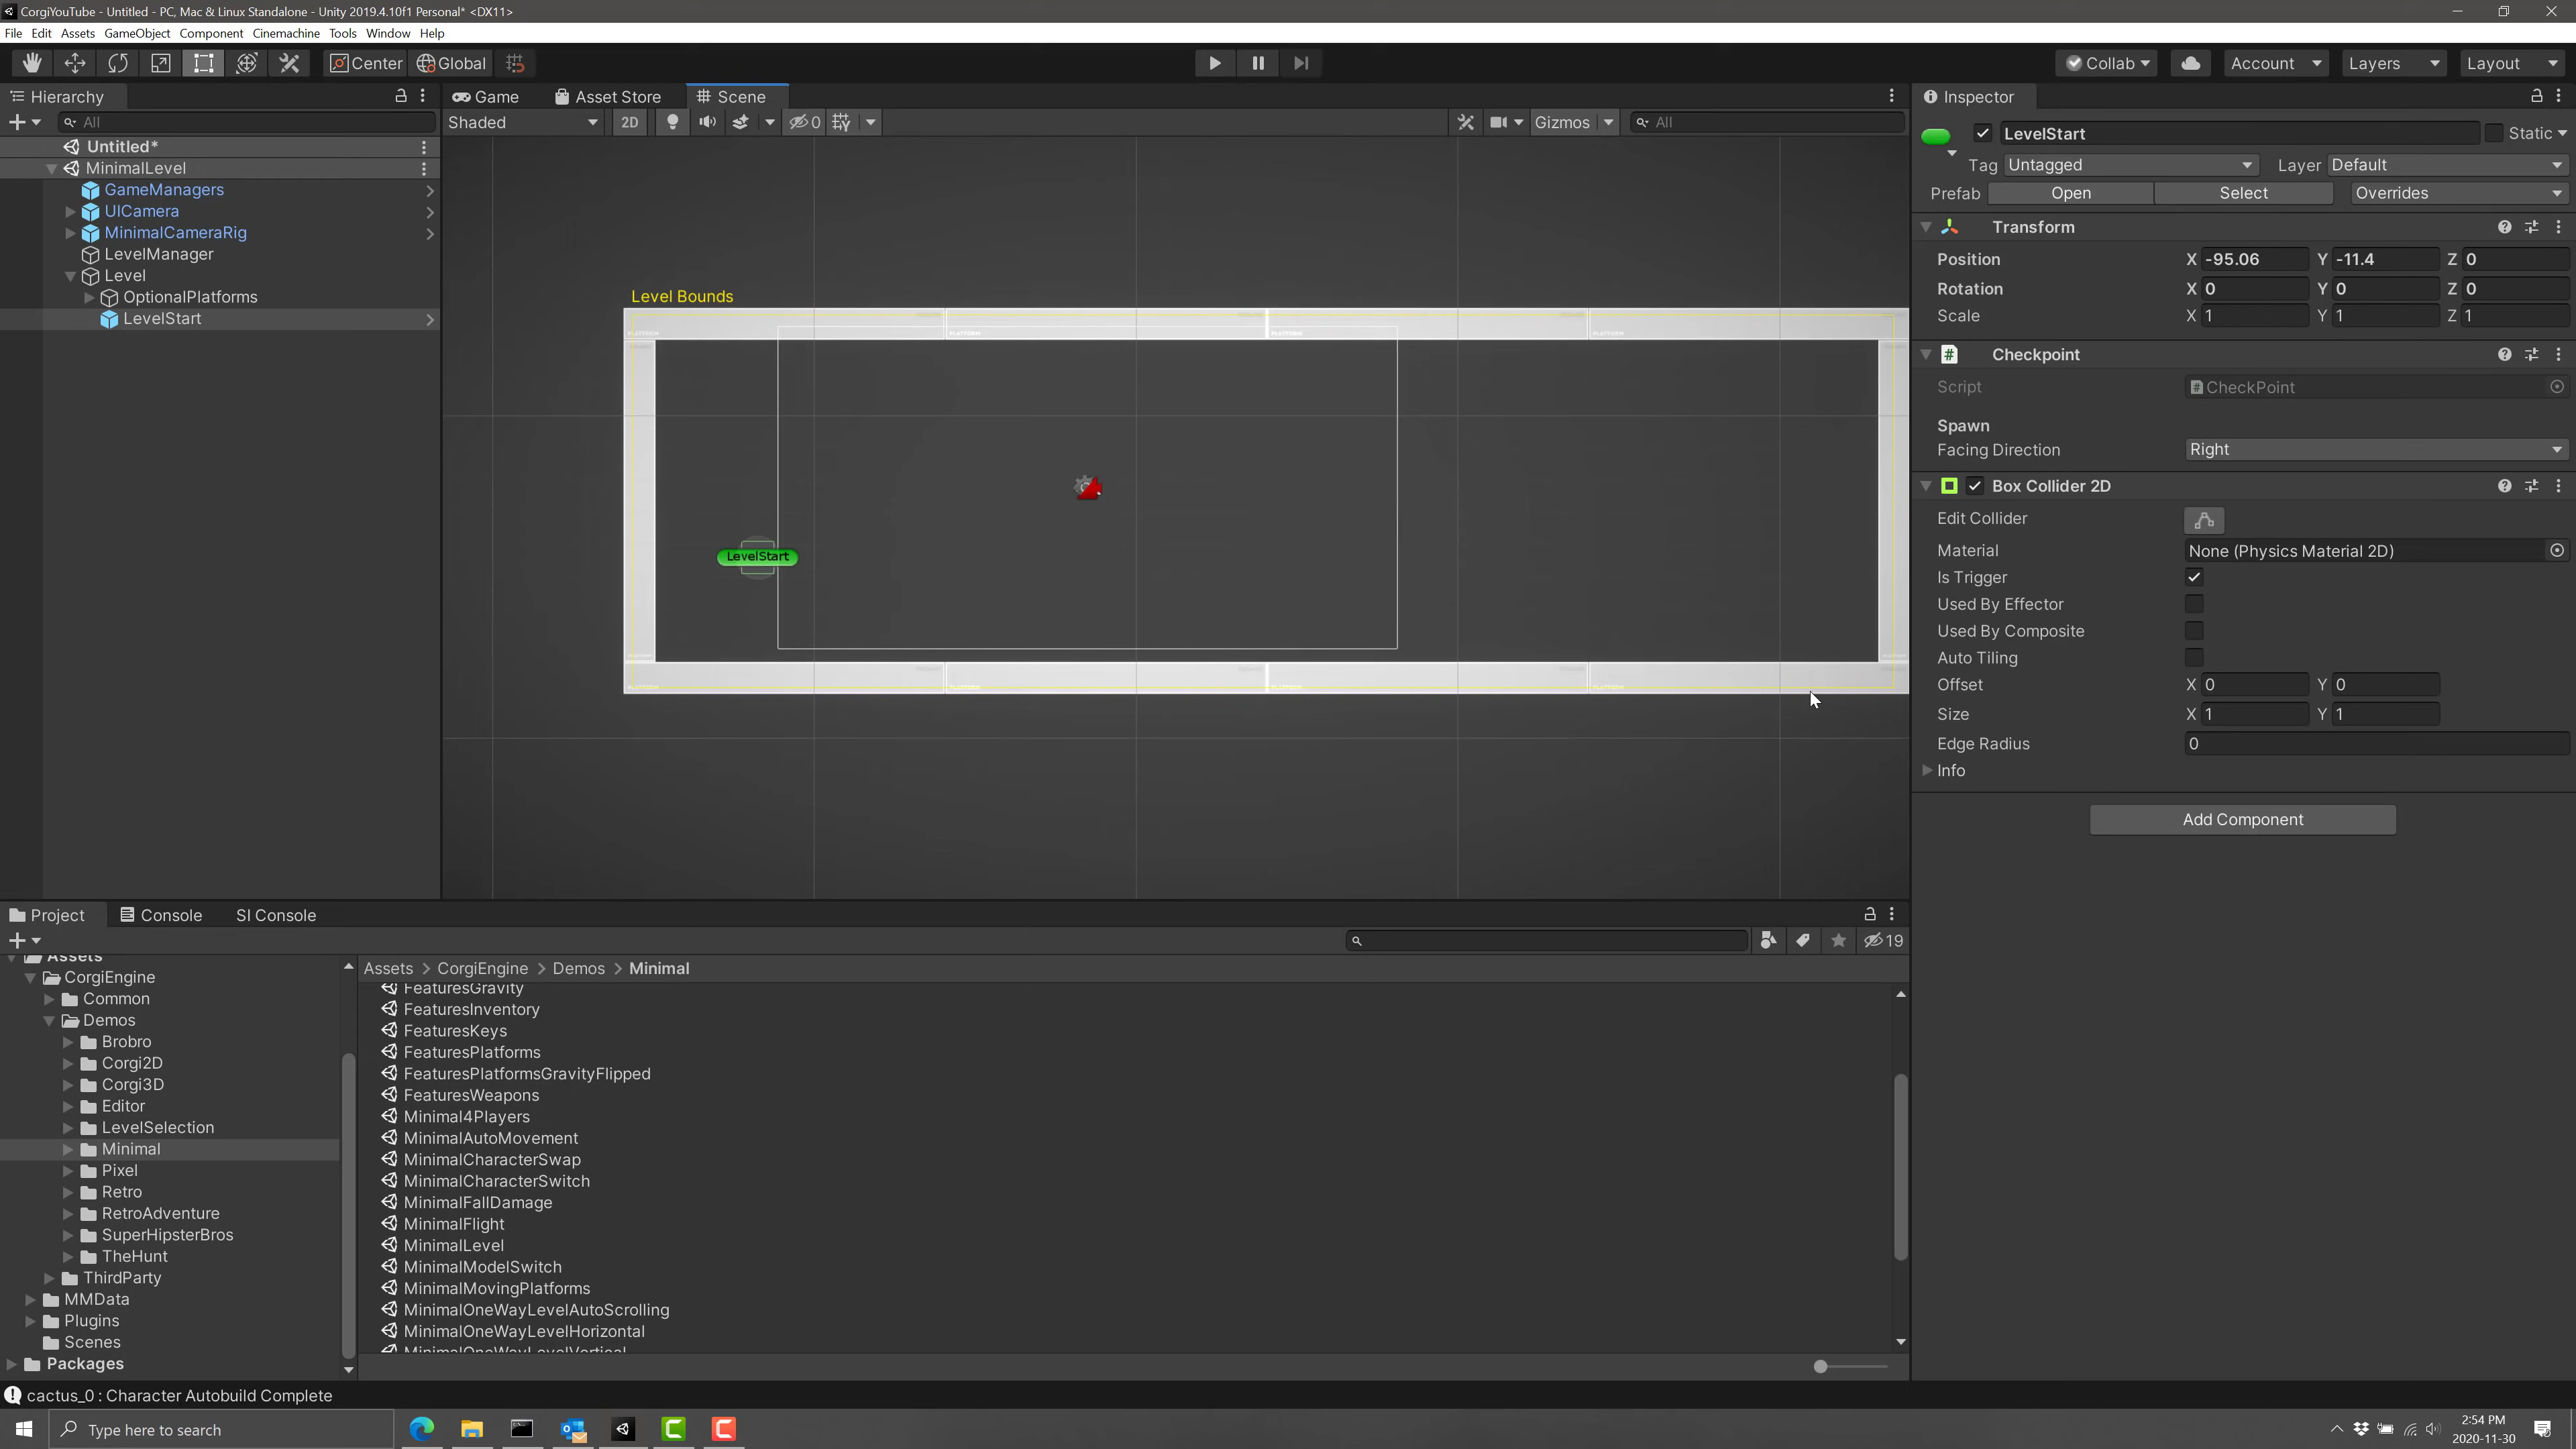 CorgiYouTube - Untitled - PC, Mac & Linux Standalone - Unity 2019.4.10f1 Personal* <DX11>
File Edit Assets GameObject Component Cinemachine Tools Window Help
Center Global Collab Account Layers Layout
Hierarchy
All
Untitled*
MinimalLevel
GameManagers
UICamera
MinimalCameraRig
LevelManager
Level
OptionalPlatforms
LevelStart
Game Asset Store Scene
Shaded 2D 0 Gizmos All
Level Bounds
PLATFORM
PLATFORM
PLATFORM
LevelStart
PLATFORM
PLATFORM
PLATFORM
PLATFORM
Inspector
LevelStart Static
Tag Untagged Layer Default
Prefab Open Select Overrides
Transform
Position X -95.06 Y -11.4 Z 0
Rotation X 0 Y 0 Z 0
Scale X 1 Y 1 Z 1
Checkpoint
Script CheckPoint
Spawn
Facing Direction Right
Box Collider 2D
Edit Collider
Material None (Physics Material 2D)
Is Trigger
Used By Effector
Used By Composite
Auto Tiling
Offset X 0 Y 0
Size X 1 Y 1
Edge Radius 0
Info
Add Component
Project Console SI Console
19
Assets
CorgiEngine
Common
Demos
Brobro
Corgi2D
Corgi3D
Editor
LevelSelection
Minimal
Pixel
Retro
RetroAdventure
SuperHipsterBros
TheHunt
ThirdParty
MMData
Plugins
Scenes
Packages
Assets > CorgiEngine > Demos > Minimal
FeaturesGravity
FeaturesInventory
FeaturesKeys
FeaturesPlatforms
FeaturesPlatformsGravityFlipped
FeaturesWeapons
Minimal4Players
MinimalAutoMovement
MinimalCharacterSwap
MinimalCharacterSwitch
MinimalFallDamage
MinimalFlight
MinimalLevel
MinimalModelSwitch
MinimalMovingPlatforms
MinimalOneWayLevelAutoScrolling
MinimalOneWayLevelHorizontal
MinimalOneWayLevelVertical
cactus_0 : Character Autobuild Complete
Type here to search
2:54 PM
2020-11-30